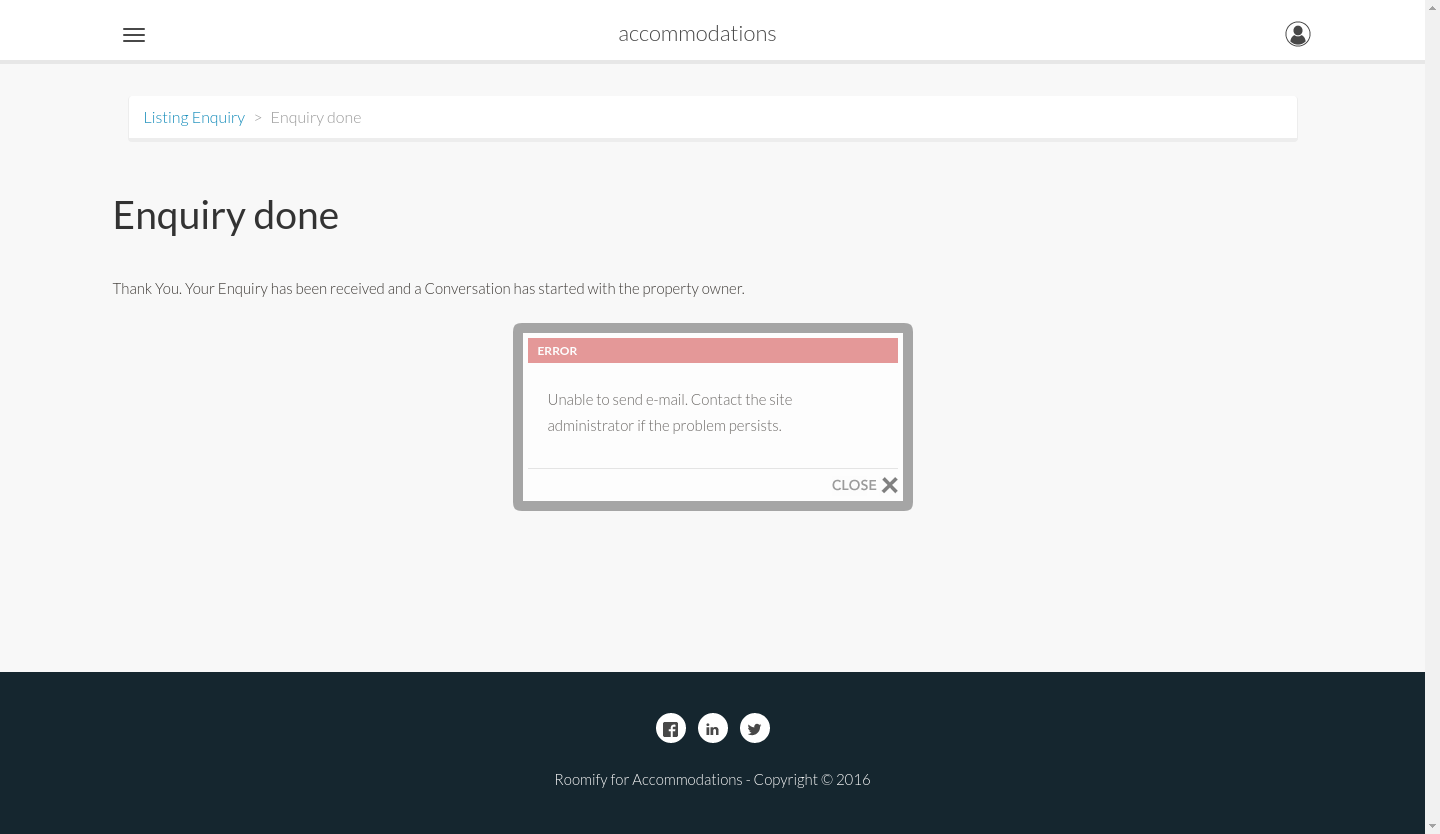 accommodations
Listing Enquiry > Enquiry done
Enquiry done
Thank You. Your Enquiry has been received and a Conversation has started with the property owner.
ERROR
Unable to send e-mail. Contact the site
administrator if the problem persists.
CLOSE
Roomify for Accommodations - Copyright © 2016